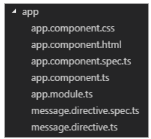 app
app.component.css
app.component.html
app.component.spec.ts
app.component.ts
app.module.ts
message.directive.spec.ts
message.directive.ts